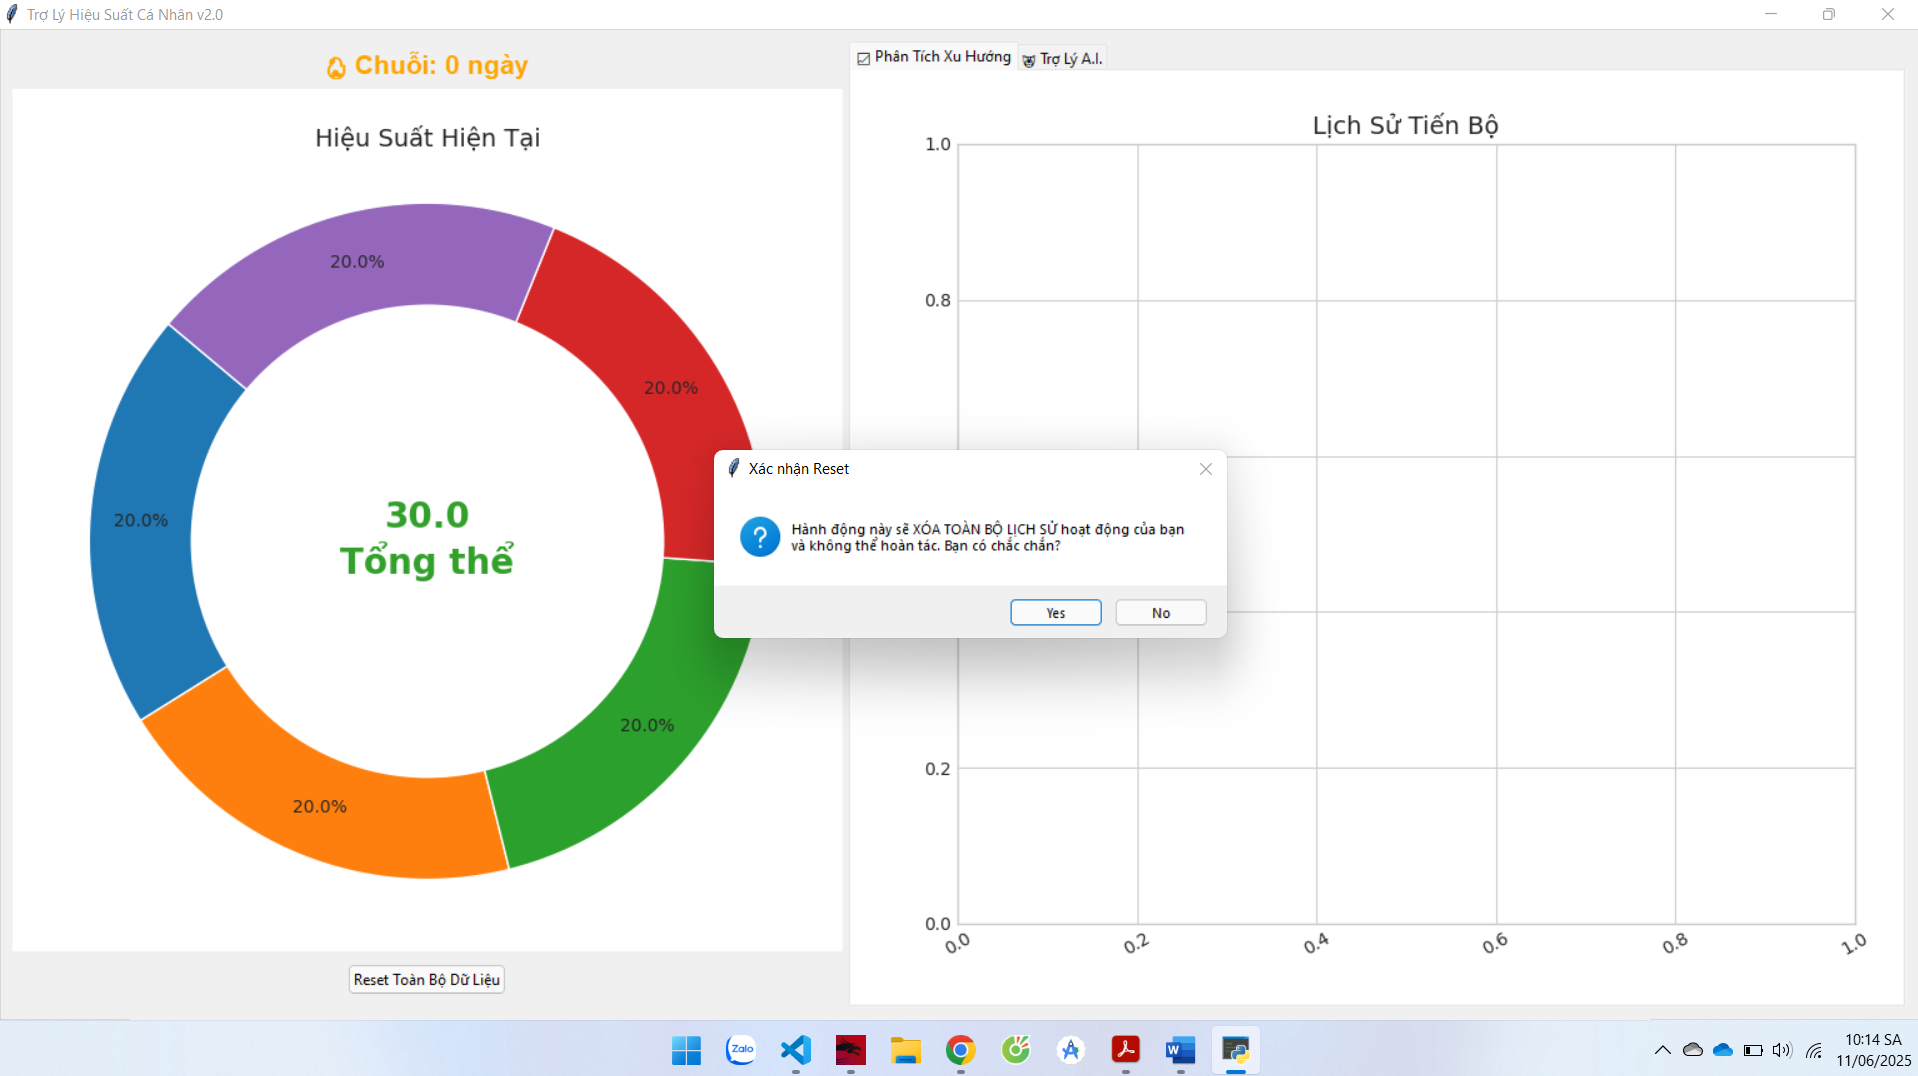 Trợ Lý Hiệu Suất Cá Nhân v2.0
Chuỗi: 0 ngày
Hiệu Suất Hiện Tại
20.0%
20.0%
20.0%
20.0%
20.0%
30.0
Tổng thể
Reset Toàn Bộ Dữ Liệu
Phân Tích Xu Hướng
Trợ Lý A.I.
Lịch Sử Tiến Bộ
1.0
0.8
0.2
0.0
0.0
0.2
0.4
0.6
0.8
1.0
Xác nhận Reset
Hành động này sẽ XÓA TOÀN BỘ LỊCH SỬ hoạt động của bạn
và không thể hoàn tác. Bạn có chắc chắn?
Yes
No
Zalo
W
10:14 SA
11/06/2025